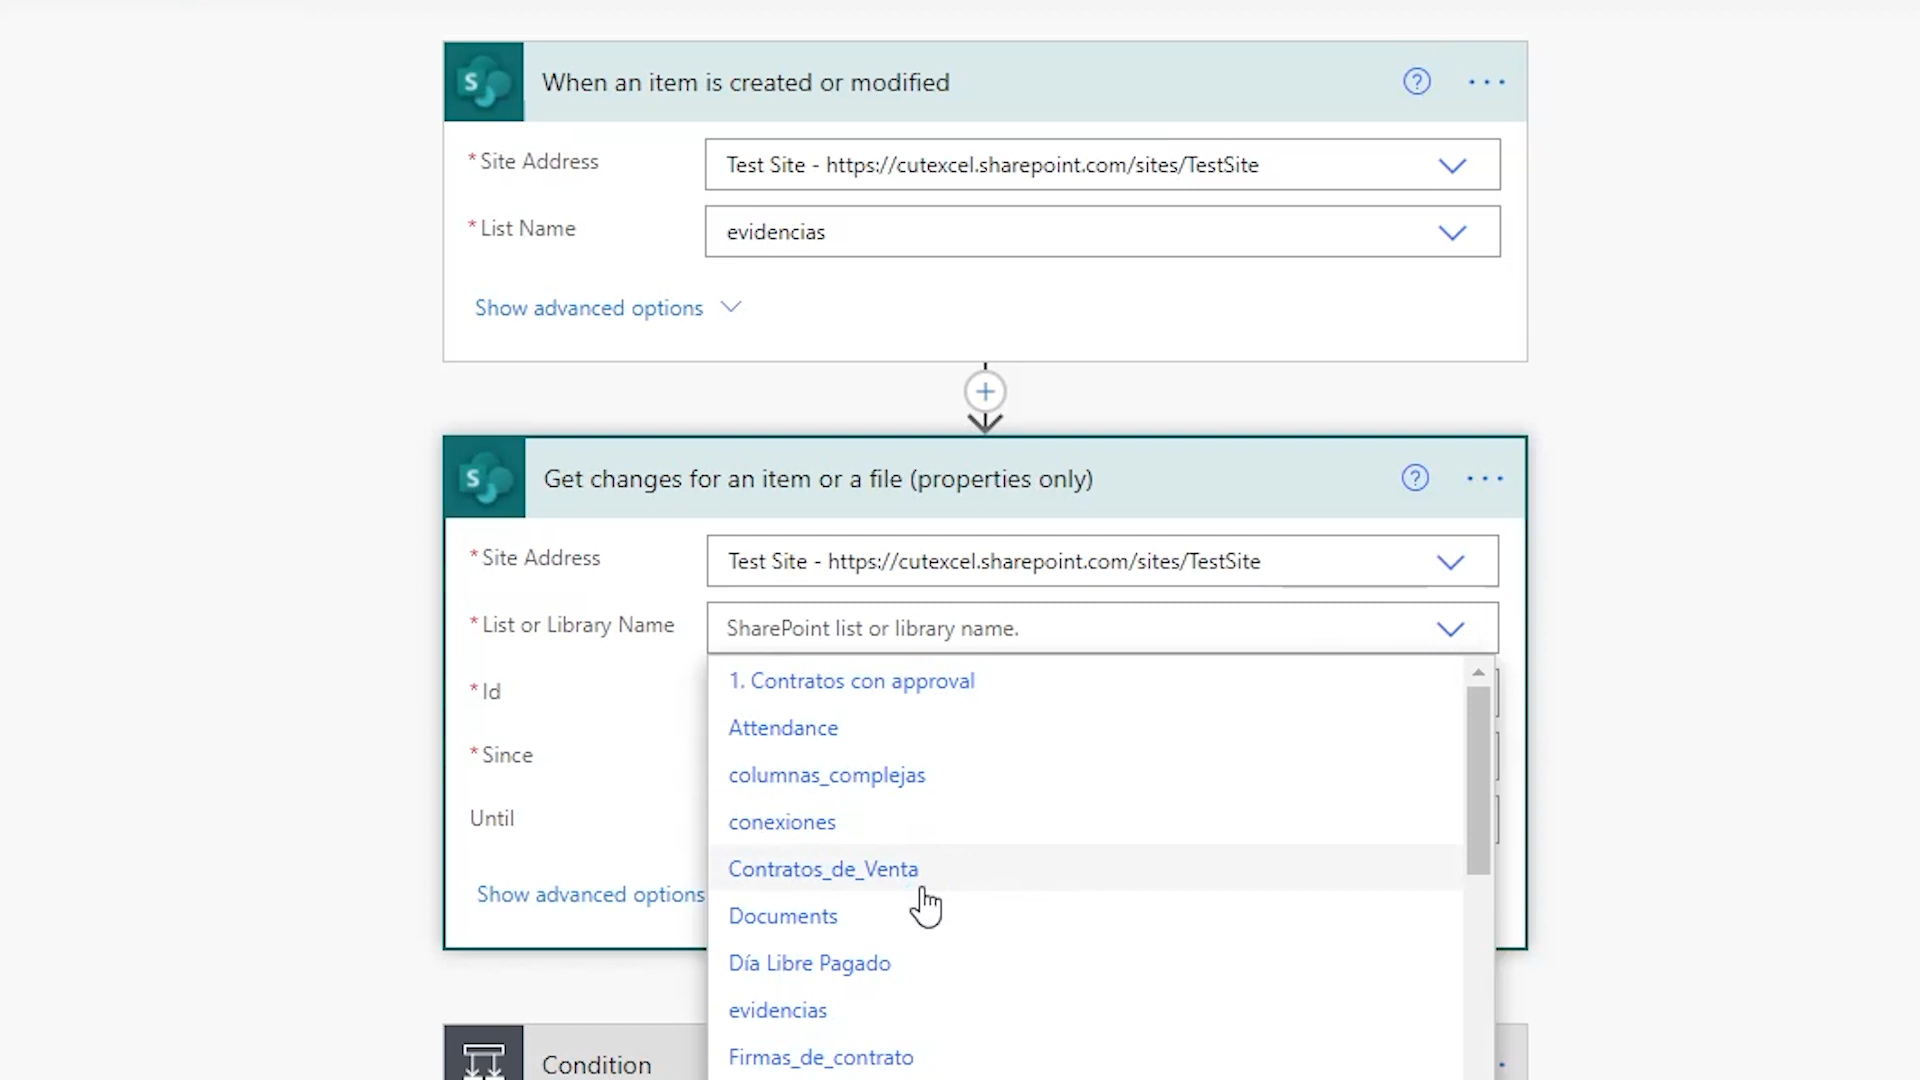 When an item is created or modified
* Site Address
Test Site - https://cutexcel.sharepoint.com/sites/TestSite
* List Name
evidencias
Show advanced options
Get changes for an item or a file (properties only)
* Site Address
Test Site - https://cutexcel.sharepoint.com/sites/TestSite
* List or Library Name
SharePoint list or library name.
* Id
* Since
Until
Show advanced options
1. Contratos con approval
Attendance
columnas_complejas
conexiones
Contratos_de_Venta
Documents
Día Libre Pagado
evidencias
Firmas_de_contrato
Condition